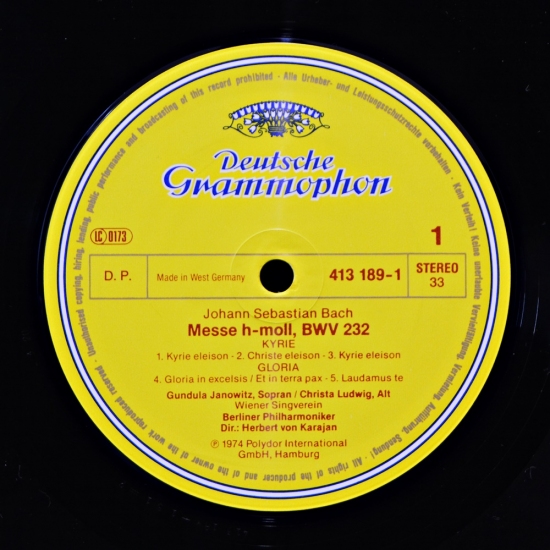 Unauthorised copying, hiring, lending, public performance and broadcasting of this record prohibited - Alle Urheber- und Leistungsschutzrechte vorbehalten · Kein Verleih! Keine unerlaubte Vervielfältigung, Vermietung, Aufführung, Sendung! · All rights of the producer and of the owner of the work reproduced reserved ·
Deutsche
Grammophon
LC 0173
1
D. P.
Made in West Germany
413 189-1
STEREO
33
Johann Sebastian Bach
Messe h-moll, BWV 232
KYRIE
1. Kyrie eleison - 2. Christe eleison - 3. Kyrie eleison
GLORIA
4. Gloria in excelsis / Et in terra pax - 5. Laudamus te
Gundula Janowitz, Sopran / Christa Ludwig, Alt
Wiener Singverein
Berliner Philharmoniker
Dir.: Herbert von Karajan
℗ 1974 Polydor International
GmbH, Hamburg